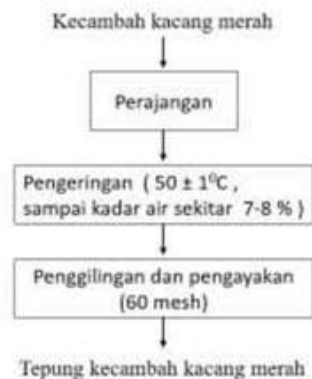 Kecambah kacang merah
Perajangan
Pengeringan ( 50 ± 1⁰C ,
sampai kadar air sekitar 7-8 % )
Penggilingan dan pengayakan
(60 mesh)
Tepung kecambah kacang merah